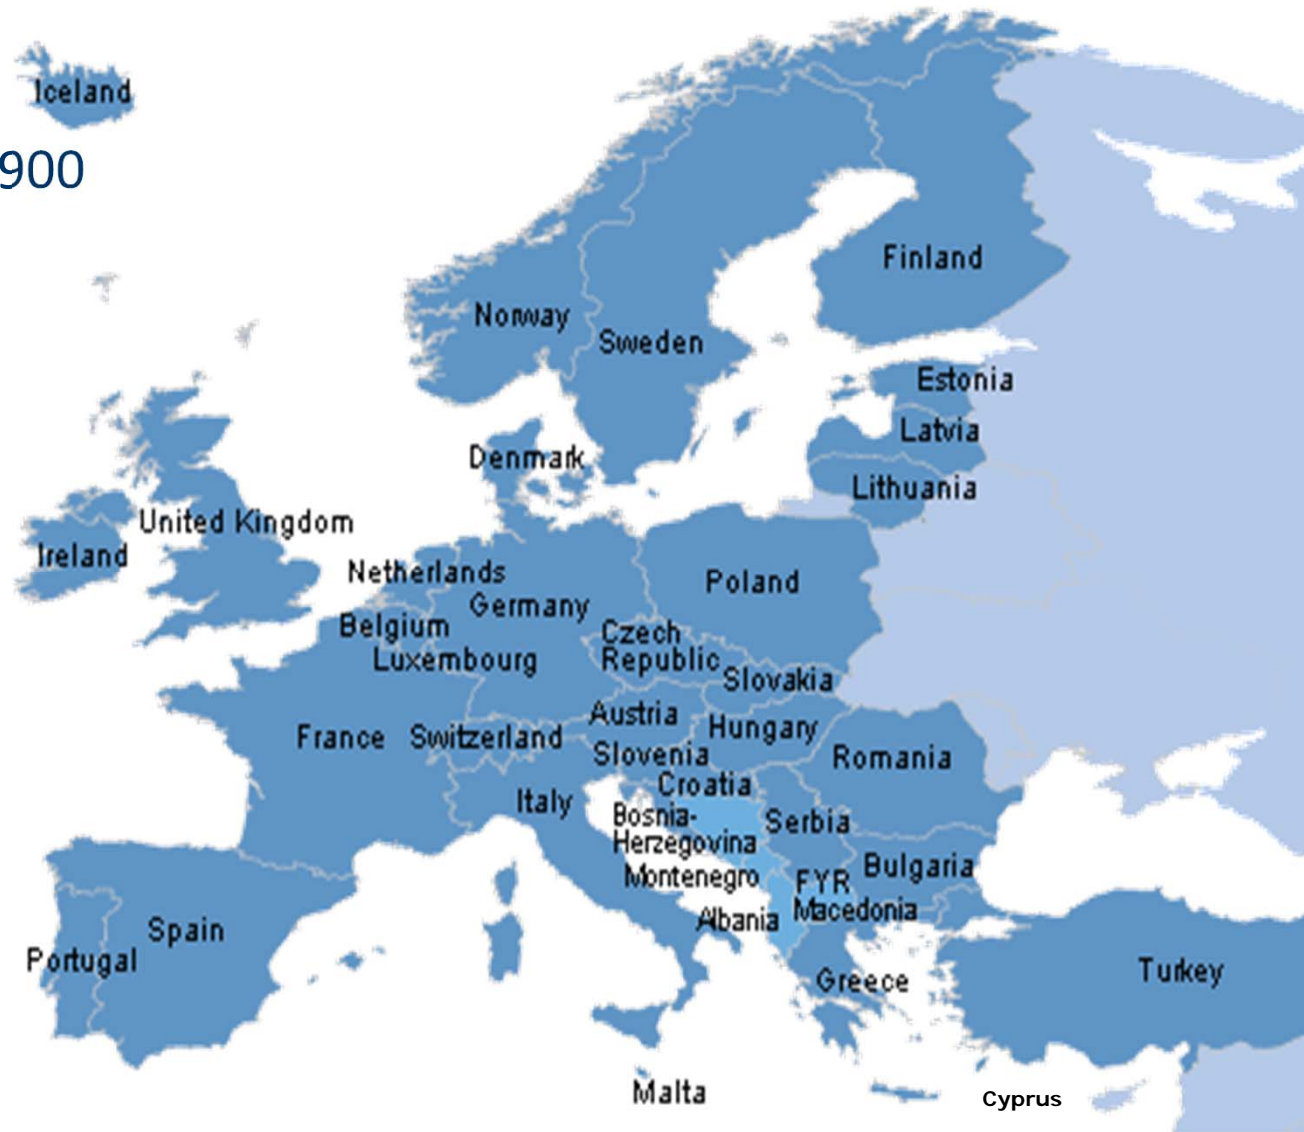 Iceland
900
Finland
Norway
Sweden
Estonia
Latvia
Denmark
Lithuania
United Kingdom
Ireland
Netherlands
Poland
Germany
Belgium
Czech
Republic
Luxembourg
Slovakia
Austria
Hungary
France
Switzerland
Slovenia
Romania
Croatia
Italy
Bosnia-
Herzegovina
Serbia
Bulgaria
Montenegro
FYR
Macedonia
Albania
Spain
Portugal
Turkey
Greece
Malta
Cyprus